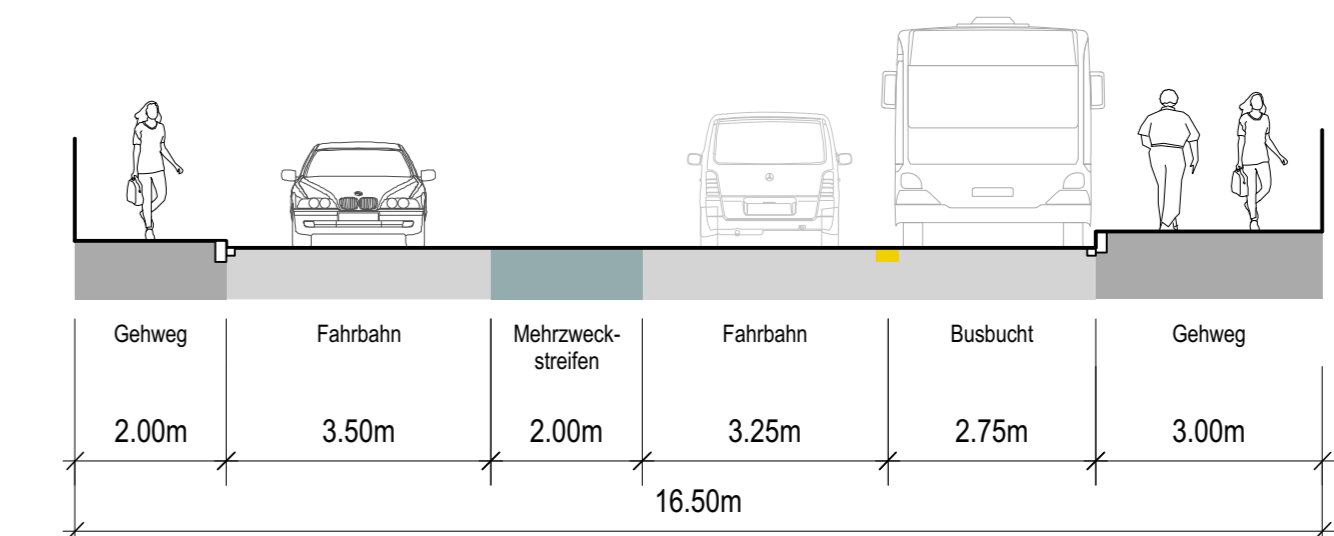 Gehweg
Fahrbahn
Mehrzweck-
streifen
Fahrbahn
Busbucht
Gehweg
2.00m
3.50m
2.00m
3.25m
2.75m
3.00m
16.50m